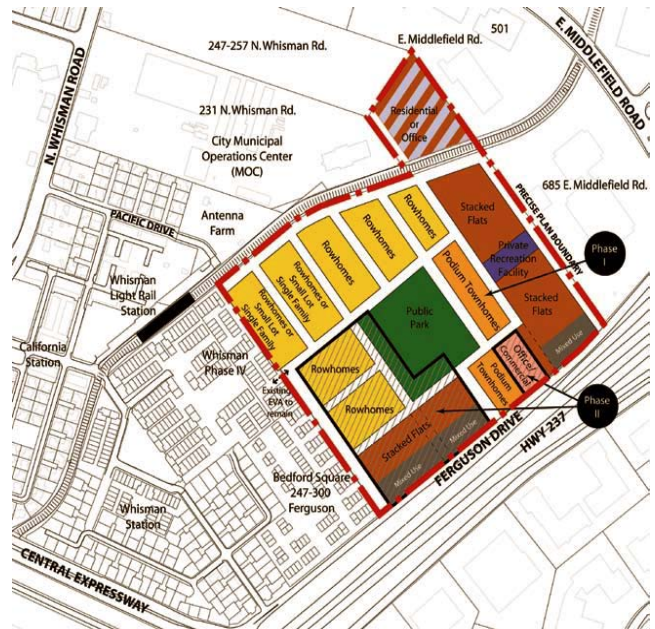 E. Middlefield Rd.
501
247-257 N. Whisman Rd.
E. MIDDLEFIELD ROAD
N. WHISMAN ROAD
231 N. Whisman Rd.
City Municipal
Operations Center
(MOC)
Residential
or
Office
685 E. Middlefield Rd.
PRECISE PLAN BOUNDARY
Antenna
Farm
PACIFIC DRIVE
Stacked
Flats
Private
Recreation
Facility
Phase
I
Rowhomes
Rowhomes
Rowhomes
Rowhomes or
Small Lot
Single Family
Rowhomes or
Small Lot
Single Family
Podium Townhomes
Stacked
Flats
Mixed Use
Whisman
Light Rail
Station
Public
Park
California
Station
Whisman
Phase IV
Existing
EVA to
remain
Rowhomes
Rowhomes
Office/
Commercial
Podium
Townhomes
Phase
II
Stacked Flats
Mixed Use
Mixed Use
FERGUSON DRIVE
HWY 237
Bedford Square
247-300
Ferguson
Whisman
Station
CENTRAL EXPRESSWAY